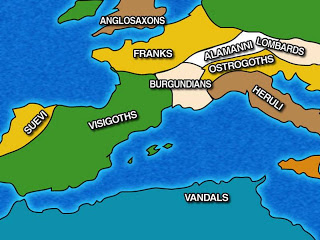 ANGLOSAXONS
FRANKS
ALAMANNI
LOMBARDS
OSTROGOTHS
BURGUNDIANS
HERULI
SUEVI
VISIGOTHS
VANDALS